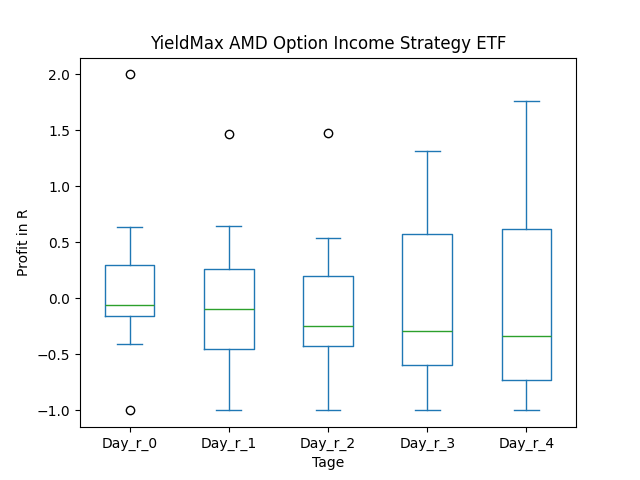 YieldMax AMD Option Income Strategy ETF
2.0
1.5
1.0
0.5
0.0
−0.5
−1.0
Profit in R
Day_r_0 Day_r_1 Day_r_2 Day_r_3 Day_r_4
Tage